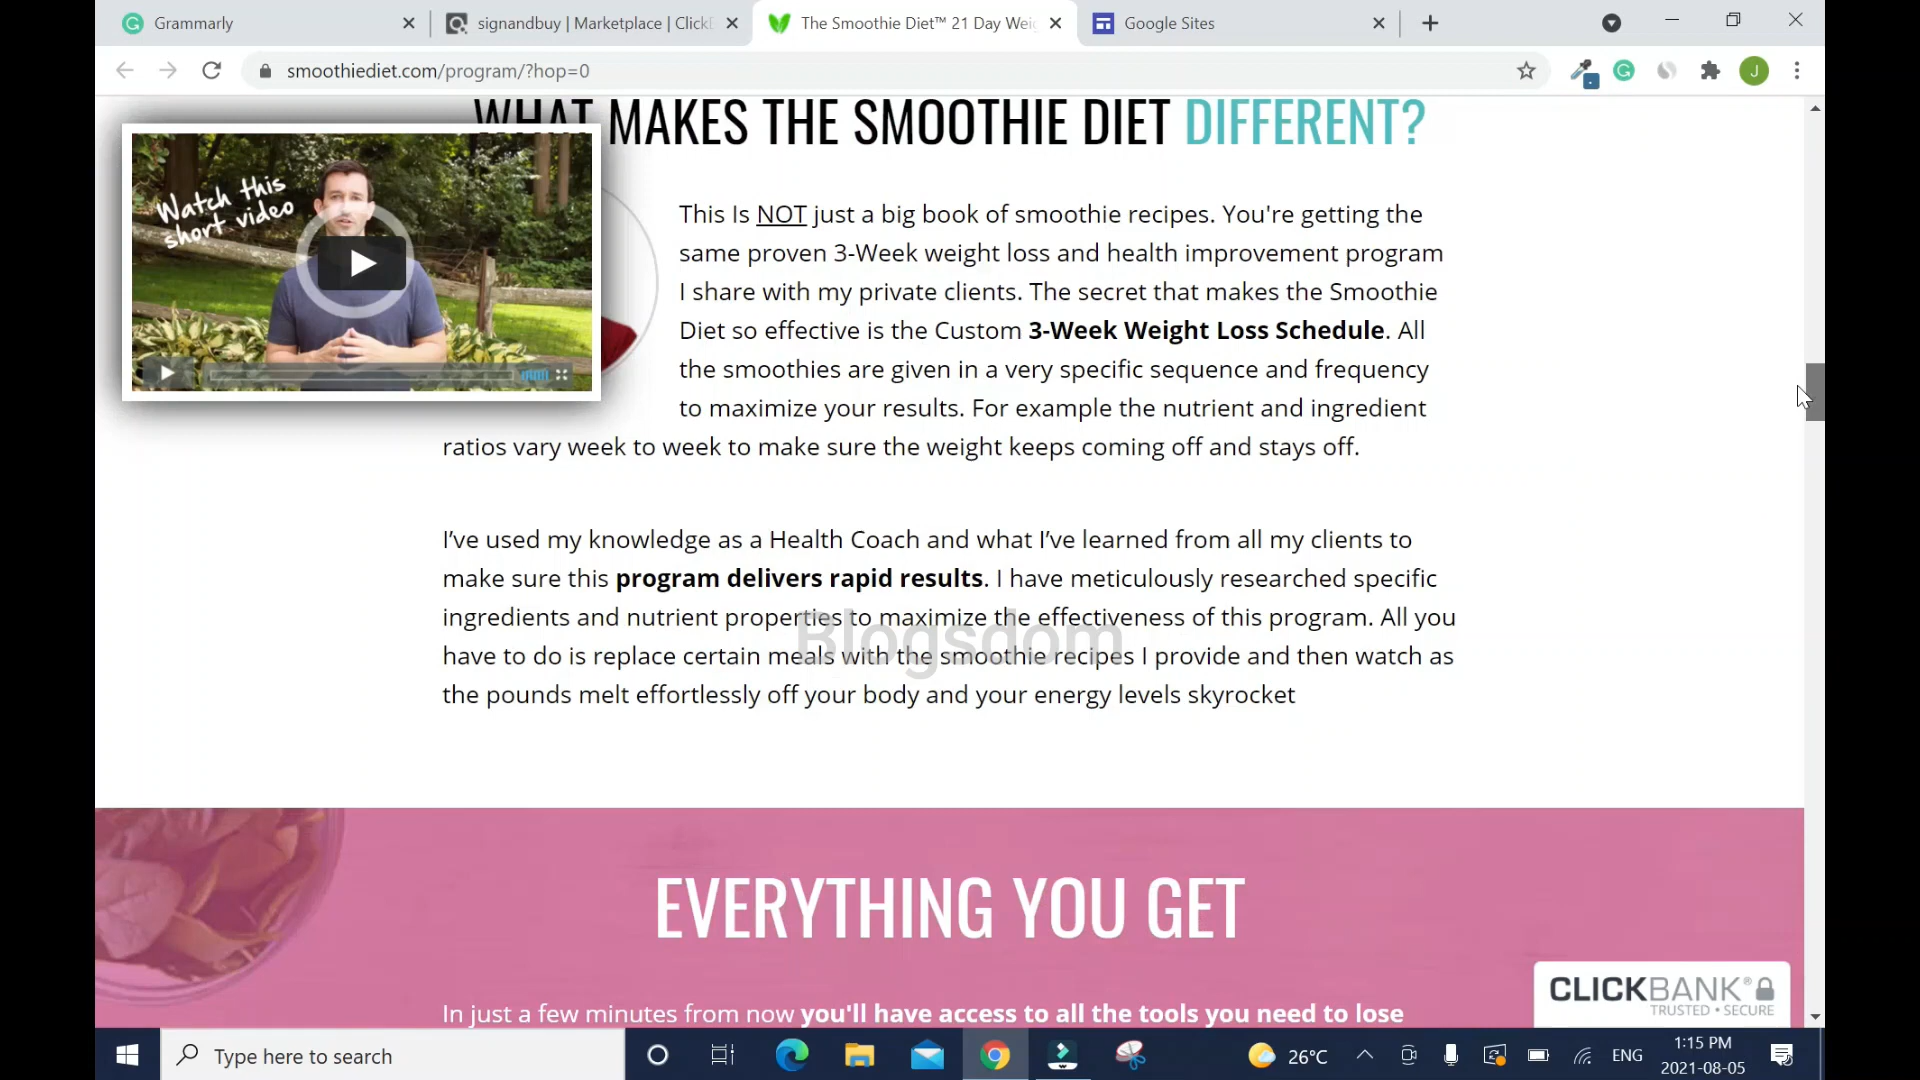 Grammarly
signandbuy | Marketplace | Click
The Smoothie Diet™ 21 Day Wei
Google Sites
smoothiediet.com/program/?hop=0
J
WHAT MAKES THE SMOOTHIE DIET DIFFERENT?
Watch this
short video
This Is NOT just a big book of smoothie recipes. You're getting the
same proven 3-Week weight loss and health improvement program
I share with my private clients. The secret that makes the Smoothie
Diet so effective is the Custom 3-Week Weight Loss Schedule. All
the smoothies are given in a very specific sequence and frequency
to maximize your results. For example the nutrient and ingredient
ratios vary week to week to make sure the weight keeps coming off and stays off.
I’ve used my knowledge as a Health Coach and what I’ve learned from all my clients to
make sure this program delivers rapid results. I have meticulously researched specific
ingredients and nutrient properties to maximize the effectiveness of this program. All you
have to do is replace certain meals with the smoothie recipes I provide and then watch as
the pounds melt effortlessly off your body and your energy levels skyrocket
Blogsdom
EVERYTHING YOU GET
In just a few minutes from now you'll have access to all the tools you need to lose
CLICKBANK®
TRUSTED • SECURE
Type here to search
26°C
ENG
1:15 PM
2021-08-05